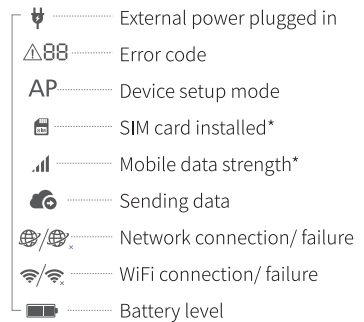 External power plugged in
88 Error code
AP Device setup mode
SIM card installed*
Mobile data strength*
Sending data
/ Network connection/ failure
/ WiFi connection/ failure
Battery level